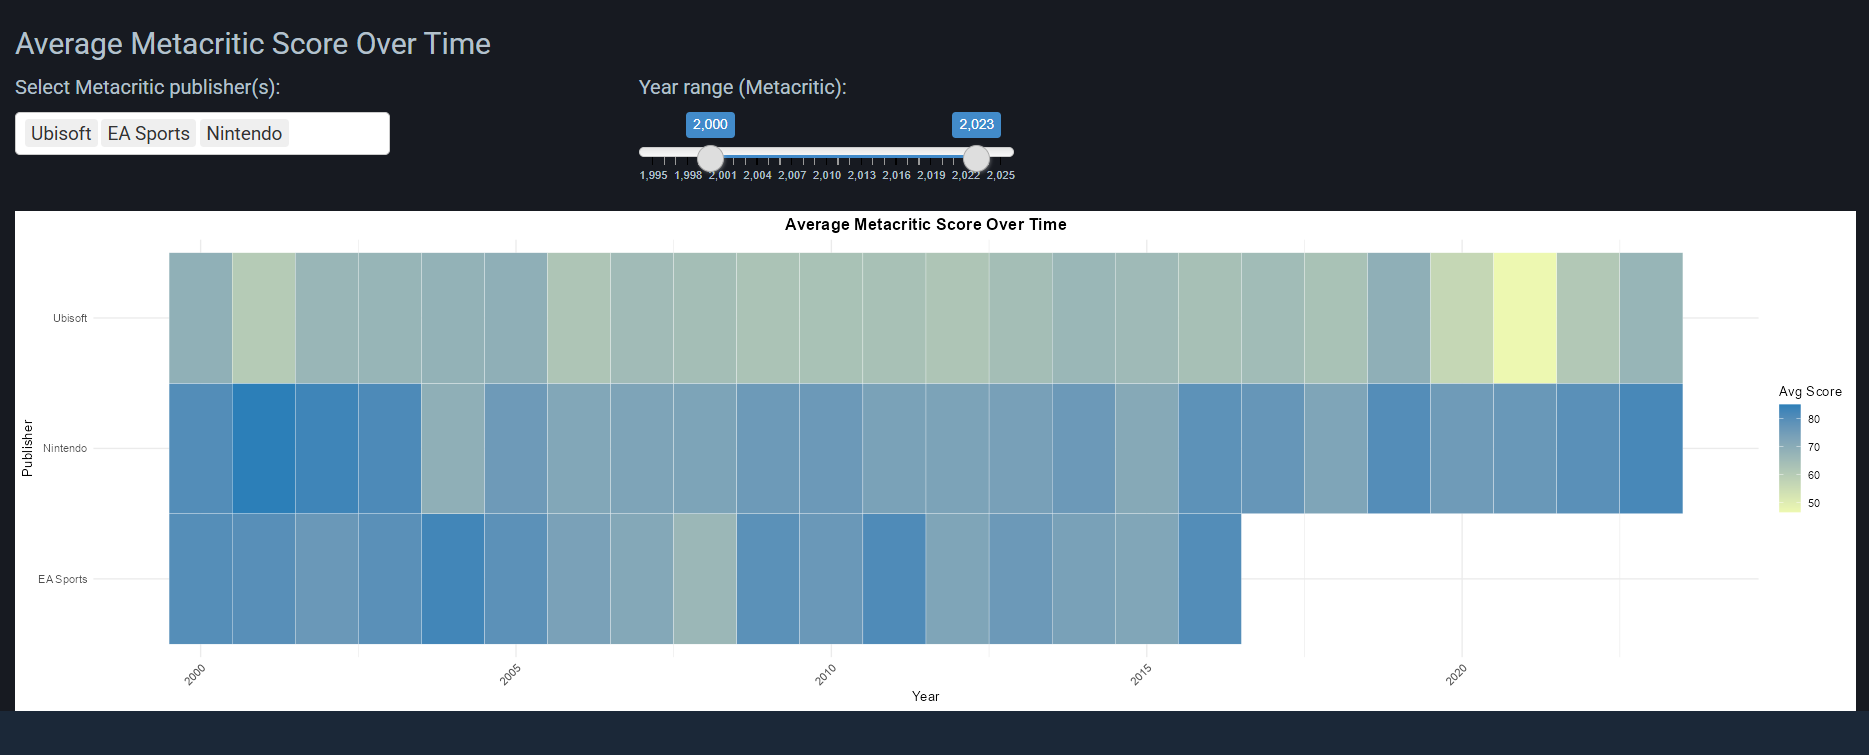 Average Metacritic Score Over Time
Select Metacritic publisher(s):
Ubisoft EA Sports Nintendo
Year range (Metacritic):
2,000 2,023
1,995 1,998 2,001 2,004 2,007 2,010 2,013 2,016 2,019 2,022 2,025
Average Metacritic Score Over Time
Publisher
Ubisoft
Nintendo
EA Sports
2000 2005 2010 2015 2020
Year
Avg Score
80
70
60
50